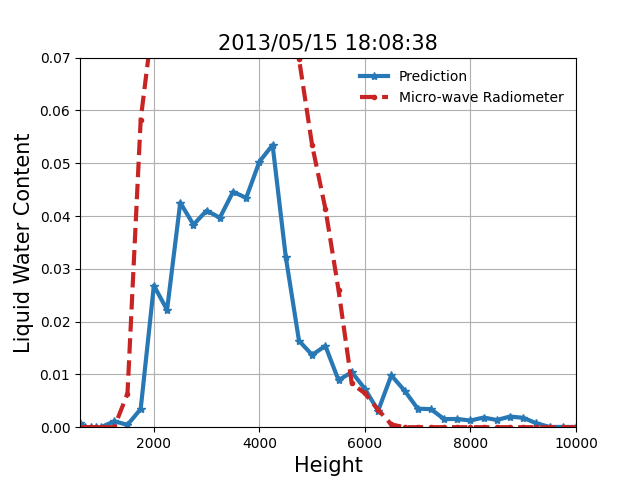 2013/05/15 18:08:38
0.07
0.06
0.05
0.04
0.03
0.02
0.01
0.00
Liquid Water Content
Prediction
Micro-wave Radiometer
2000 4000 6000 8000 10000
Height